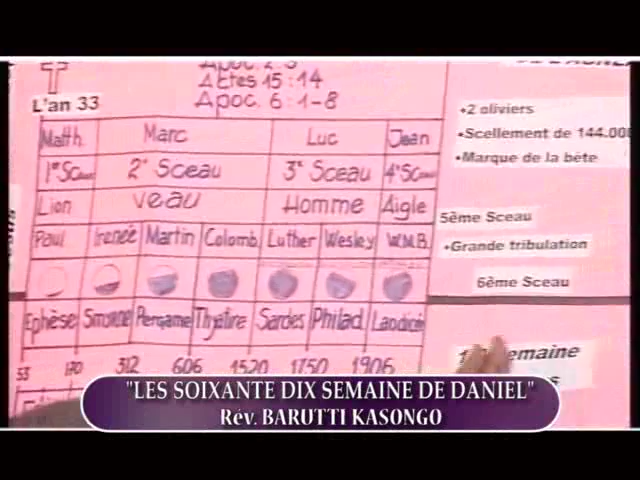 Apoc. 2-3
Actes 15:14
Apoc. 6:1-8
L'an 33
Matth. Marc Luc Jean
1er Sceau 2e Sceau 3e Sceau 4e Sceau
Lion veau Homme Aigle
Paul Irenée Martin Colomb. Luther Wesley W.M.B.
Ephèse Smyrne Pergame Thyatire Sardes Philad. Laodicée
53 170 312 606 1520 1750 1906
•2 oliviers
•Scellement de 144.000
•Marque de la bête
5ème Sceau
•Grande tribulation
6ème Sceau
"LES SOIXANTE DIX SEMAINE DE DANIEL"
Rév. BARUTTI KASONGO